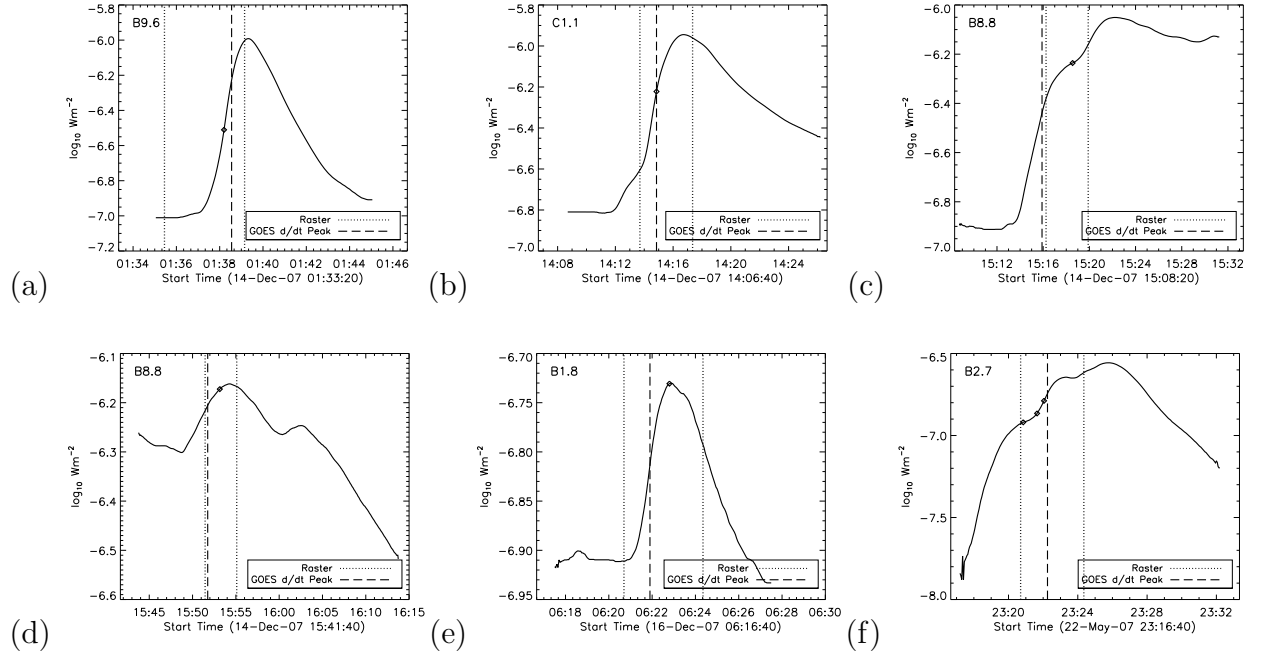 B9.6
−5.8
−6.0
−6.2
−6.4
−6.6
−6.8
−7.0
−7.2
log₁₀ Wm⁻²
Raster
GOES d/dt Peak
01:34 01:36 01:38 01:40 01:42 01:44 01:46
Start Time (14−Dec−07 01:33:20)
(a)
C1.1
−5.8
−6.0
−6.2
−6.4
−6.6
−6.8
−7.0
log₁₀ Wm⁻²
Raster
GOES d/dt Peak
14:08 14:12 14:16 14:20 14:24
Start Time (14−Dec−07 14:06:40)
(b)
B8.8
−6.0
−6.2
−6.4
−6.6
−6.8
−7.0
log₁₀ Wm⁻²
Raster
GOES d/dt Peak
15:12 15:16 15:20 15:24 15:28 15:32
Start Time (14−Dec−07 15:08:20)
(c)
B8.8
−6.1
−6.2
−6.3
−6.4
−6.5
−6.6
log₁₀ Wm⁻²
Raster
GOES d/dt Peak
15:45 15:50 15:55 16:00 16:05 16:10 16:15
Start Time (14−Dec−07 15:41:40)
(d)
B1.8
−6.70
−6.75
−6.80
−6.85
−6.90
−6.95
log₁₀ Wm⁻²
Raster
GOES d/dt Peak
06:18 06:20 06:22 06:24 06:26 06:28 06:30
Start Time (16−Dec−07 06:16:40)
(e)
B2.7
−6.5
−7.0
−7.5
−8.0
log₁₀ Wm⁻²
Raster
GOES d/dt Peak
23:20 23:24 23:28 23:32
Start Time (22−May−07 23:16:40)
(f)